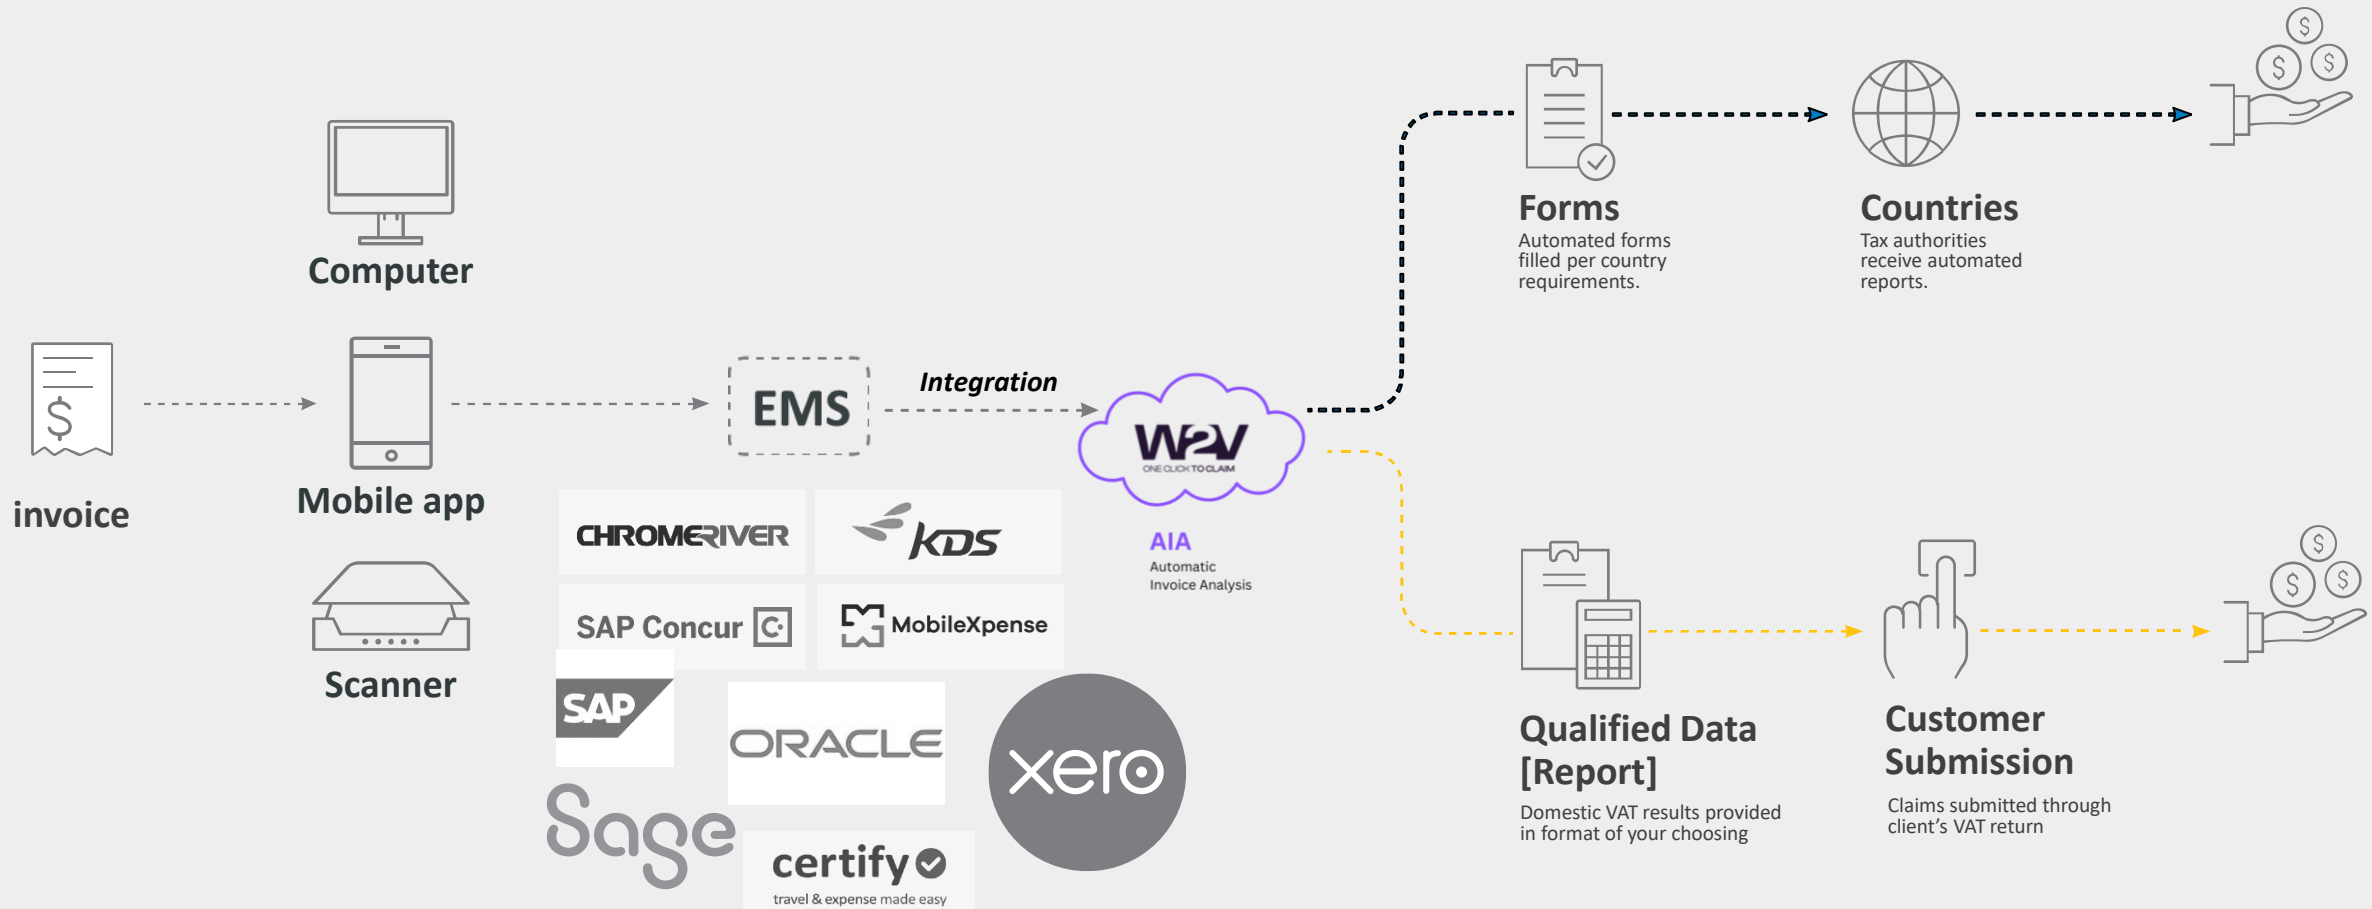 invoice
$
Computer
Mobile app
Scanner
EMS
Integration
CHROMERIVER
KDS
SAP Concur C
MobileXpense
SAP
ORACLE
xero
Sage
certify
travel & expense made easy
W2V
ONE CLICK TO CLAIM
AIA
Automatic
Invoice Analysis
Forms
Automated forms
filled per country
requirements.
Countries
Tax authorities
receive automated
reports.
$
$
$
Qualified Data
[Report]
Domestic VAT results provided
in format of your choosing
Customer
Submission
Claims submitted through
client’s VAT return
$
$
$